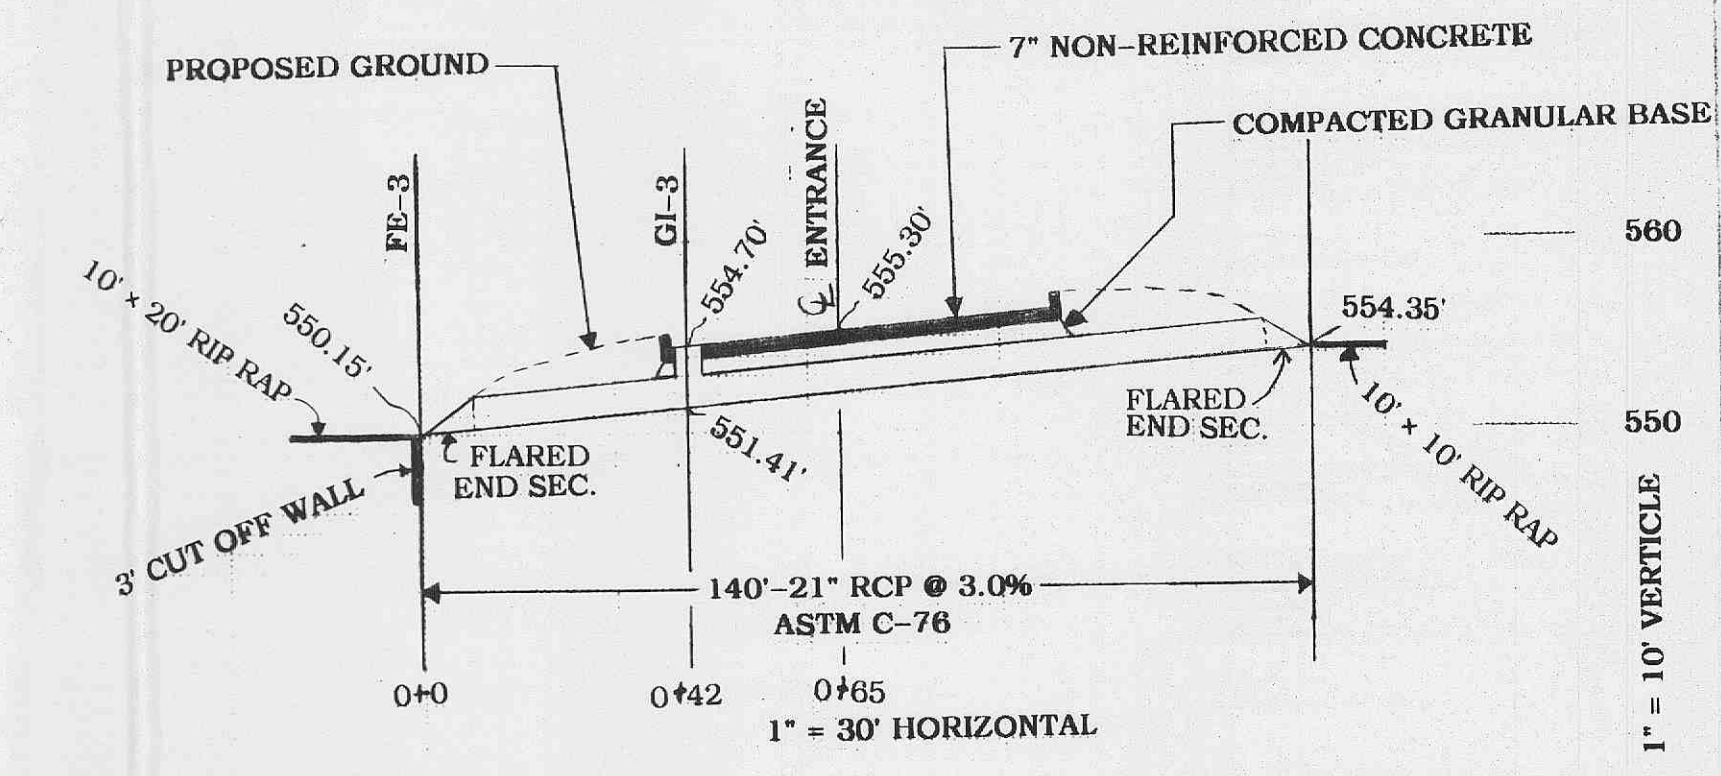 7" NON-REINFORCED CONCRETE
PROPOSED GROUND
COMPACTED GRANULAR BASE
FE-3
GI-3
℄ ENTRANCE
554.70'
555.30'
560
10' + 20' RIP RAP
550.15'
554.35'
FLARED
END SEC.
550
551.41'
FLARED
END SEC.
10' + 10' RIP RAP
3' CUT OFF WALL
140'-21" RCP @ 3.0%
ASTM C-76
0+0
0+42
0+65
1" = 30' HORIZONTAL
1" = 10' VERTICLE